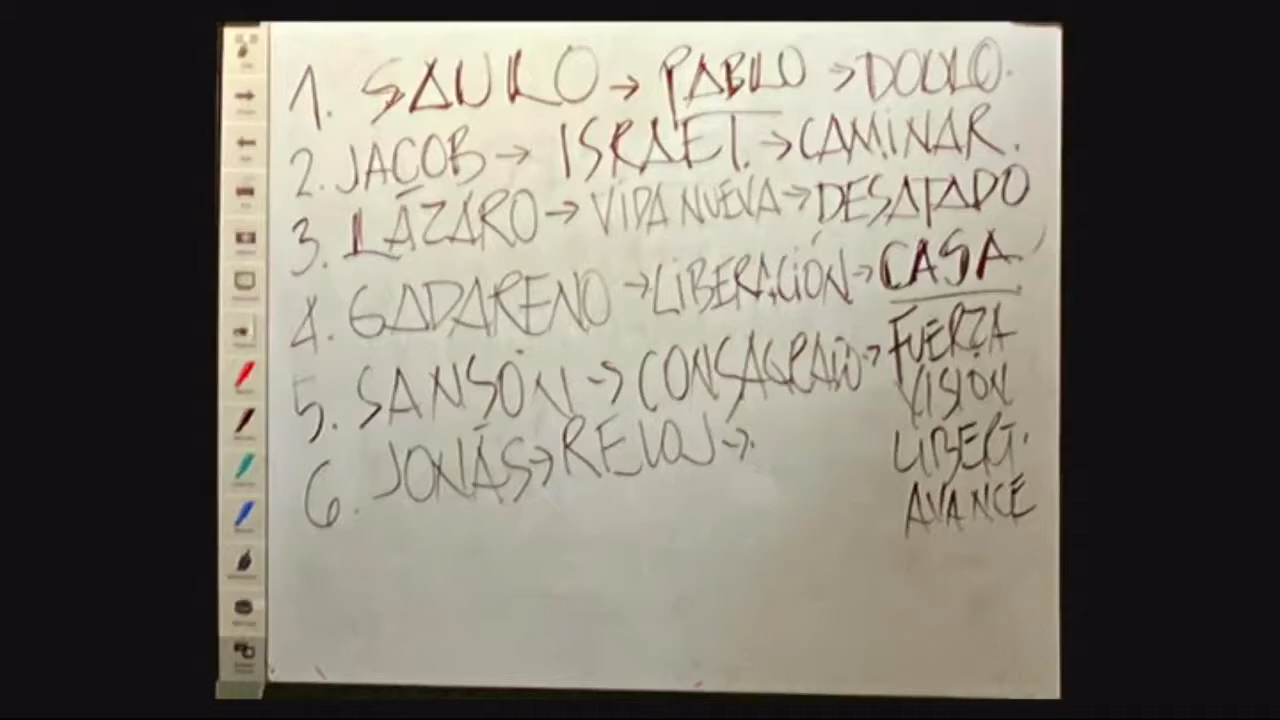 1. SAULO → PABLO → DOULO.
2. JACOB → ISRAEL → CAMINAR.
3. LÁZARO → VIDA NUEVA → DESATADO
4. GADARENO → LIBERACIÓN → CASA
5. SANSÓN → CONSAGRADO → FUERZA
VISIÓN
LIBERT.
AVANCE
6. JONÁS → RELOJ →.